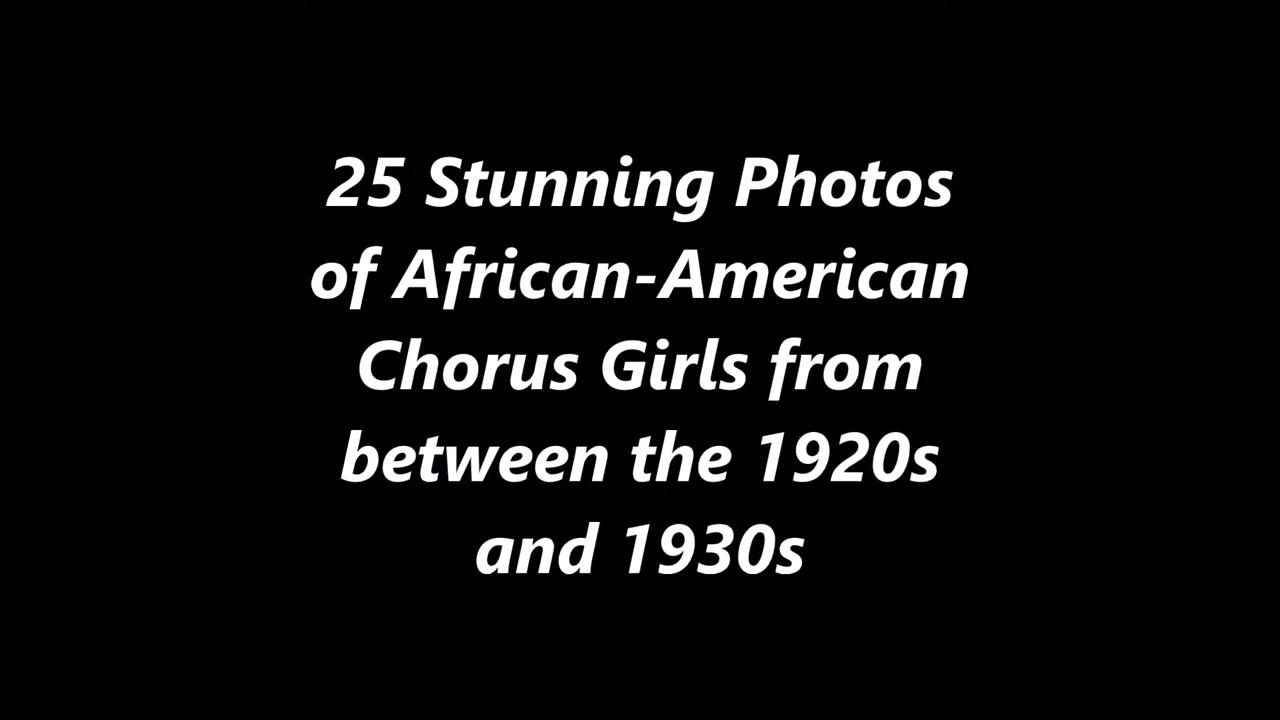 25 Stunning Photos
of African-American
Chorus Girls from
between the 1920s
and 1930s